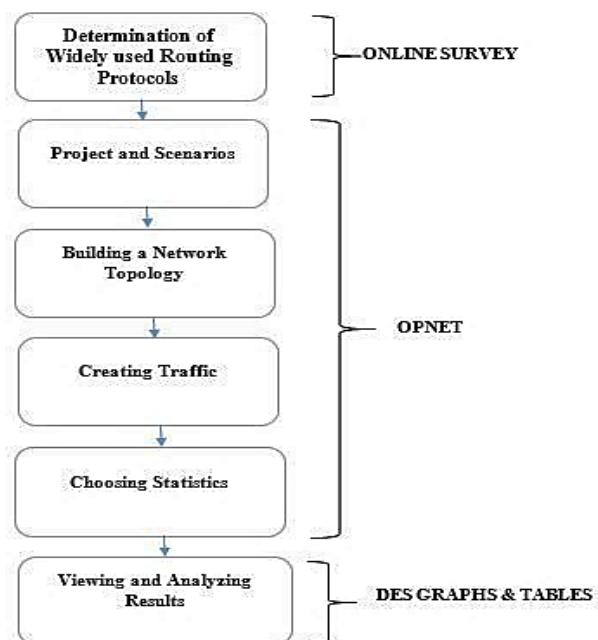 Determination of
Widely used Routing
Protocols
ONLINE SURVEY
Project and Scenarios
Building a Network
Topology
Creating Traffic
OPNET
Choosing Statistics
Viewing and Analyzing
Results
DES GRAPHS & TABLES